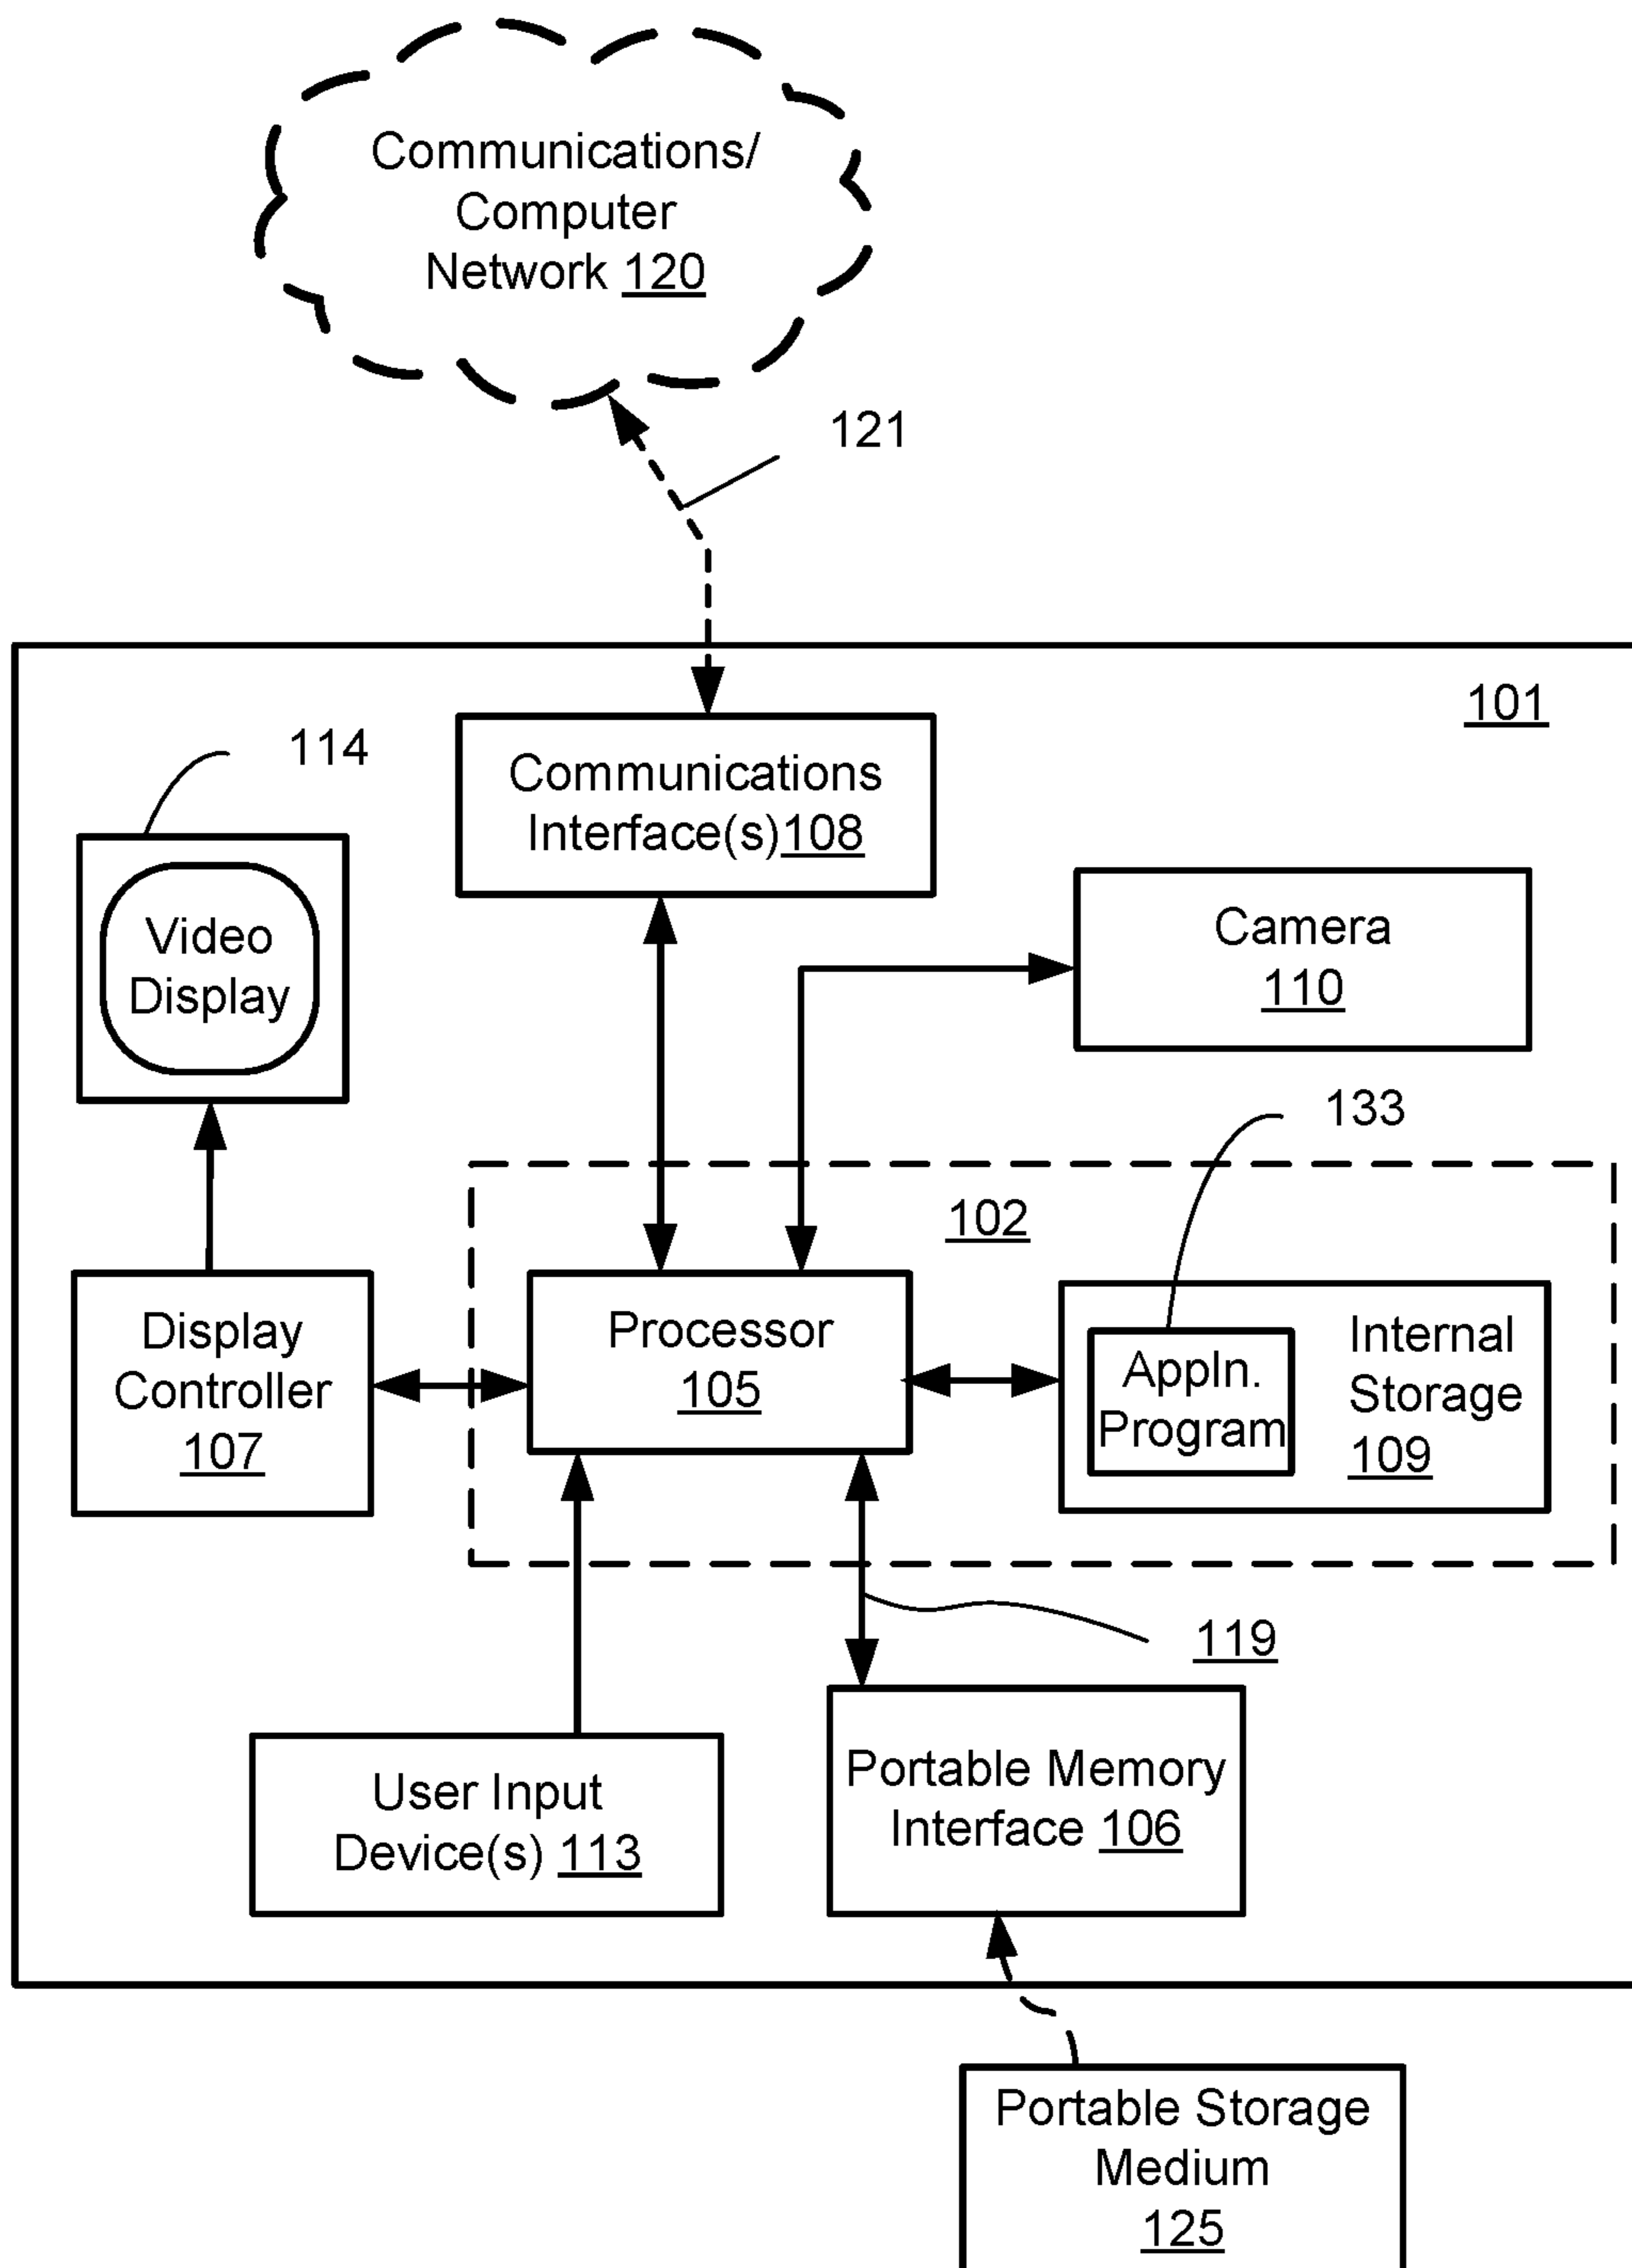 Communications/
Computer
Network 120
121
101
114
Communications
Interface(s)108
Video
Display
Camera
110
133
102
Display
Controller
107
Processor
105
Appln.
Program
Internal
Storage
109
119
User Input
Device(s) 113
Portable Memory
Interface 106
Portable Storage
Medium
125